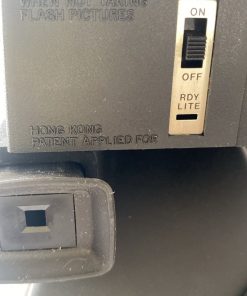 WHEN NOT TAKING
FLASH PICTURES
ON
OFF
RDY
LITE
HONG KONG
PATENT APPLIED FOR